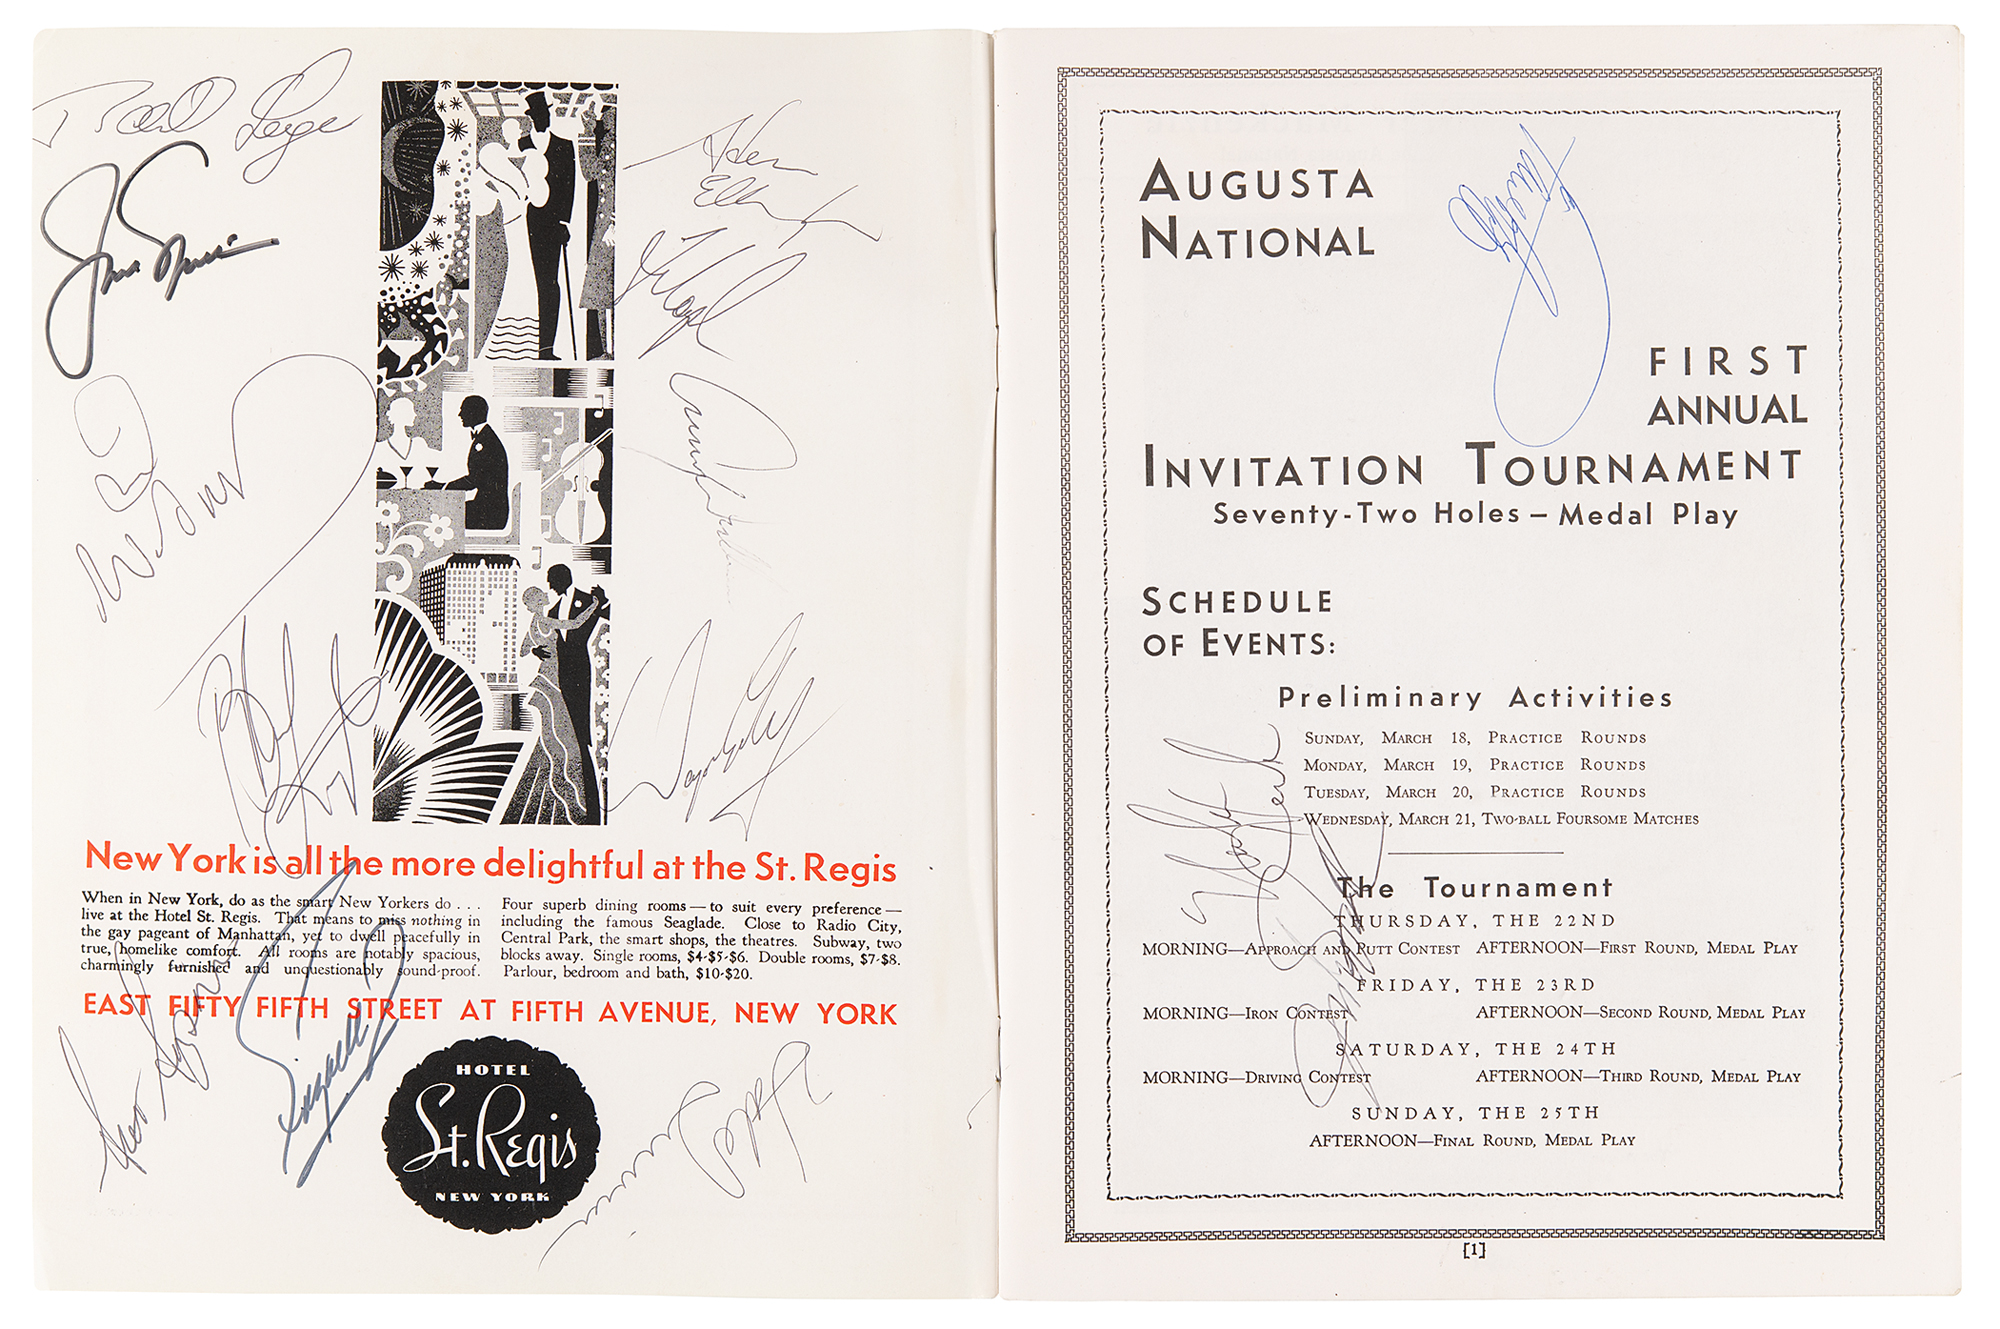 New York is all the more delightful at the St. Regis
When in New York, do as the smart New Yorkers do . . .
live at the Hotel St. Regis. That means to miss nothing in
the gay pageant of Manhattan, yet to dwell peacefully in
true, homelike comfort. All rooms are notably spacious,
charmingly furnished and unquestionably sound-proof.
Four superb dining rooms — to suit every preference —
including the famous Seaglade. Close to Radio City,
Central Park, the smart shops, the theatres. Subway, two
blocks away. Single rooms, $4-$5-$6. Double rooms, $7-$8.
Parlour, bedroom and bath, $10-$20.
EAST FIFTY FIFTH STREET AT FIFTH AVENUE, NEW YORK
HOTEL
St. Regis
NEW YORK
AUGUSTA
NATIONAL
FIRST
ANNUAL
INVITATION TOURNAMENT
Seventy-Two Holes – Medal Play
SCHEDULE
OF EVENTS:
Preliminary Activities
SUNDAY, MARCH 18, PRACTICE ROUNDS
MONDAY, MARCH 19, PRACTICE ROUNDS
TUESDAY, MARCH 20, PRACTICE ROUNDS
WEDNESDAY, MARCH 21, TWO-BALL FOURSOME MATCHES
The Tournament
THURSDAY, THE 22ND
MORNING—APPROACH AND PUTT CONTEST AFTERNOON—FIRST ROUND, MEDAL PLAY
FRIDAY, THE 23RD
MORNING—IRON CONTEST AFTERNOON—SECOND ROUND, MEDAL PLAY
SATURDAY, THE 24TH
MORNING—DRIVING CONTEST AFTERNOON—THIRD ROUND, MEDAL PLAY
SUNDAY, THE 25TH
AFTERNOON—FINAL ROUND, MEDAL PLAY
[1]